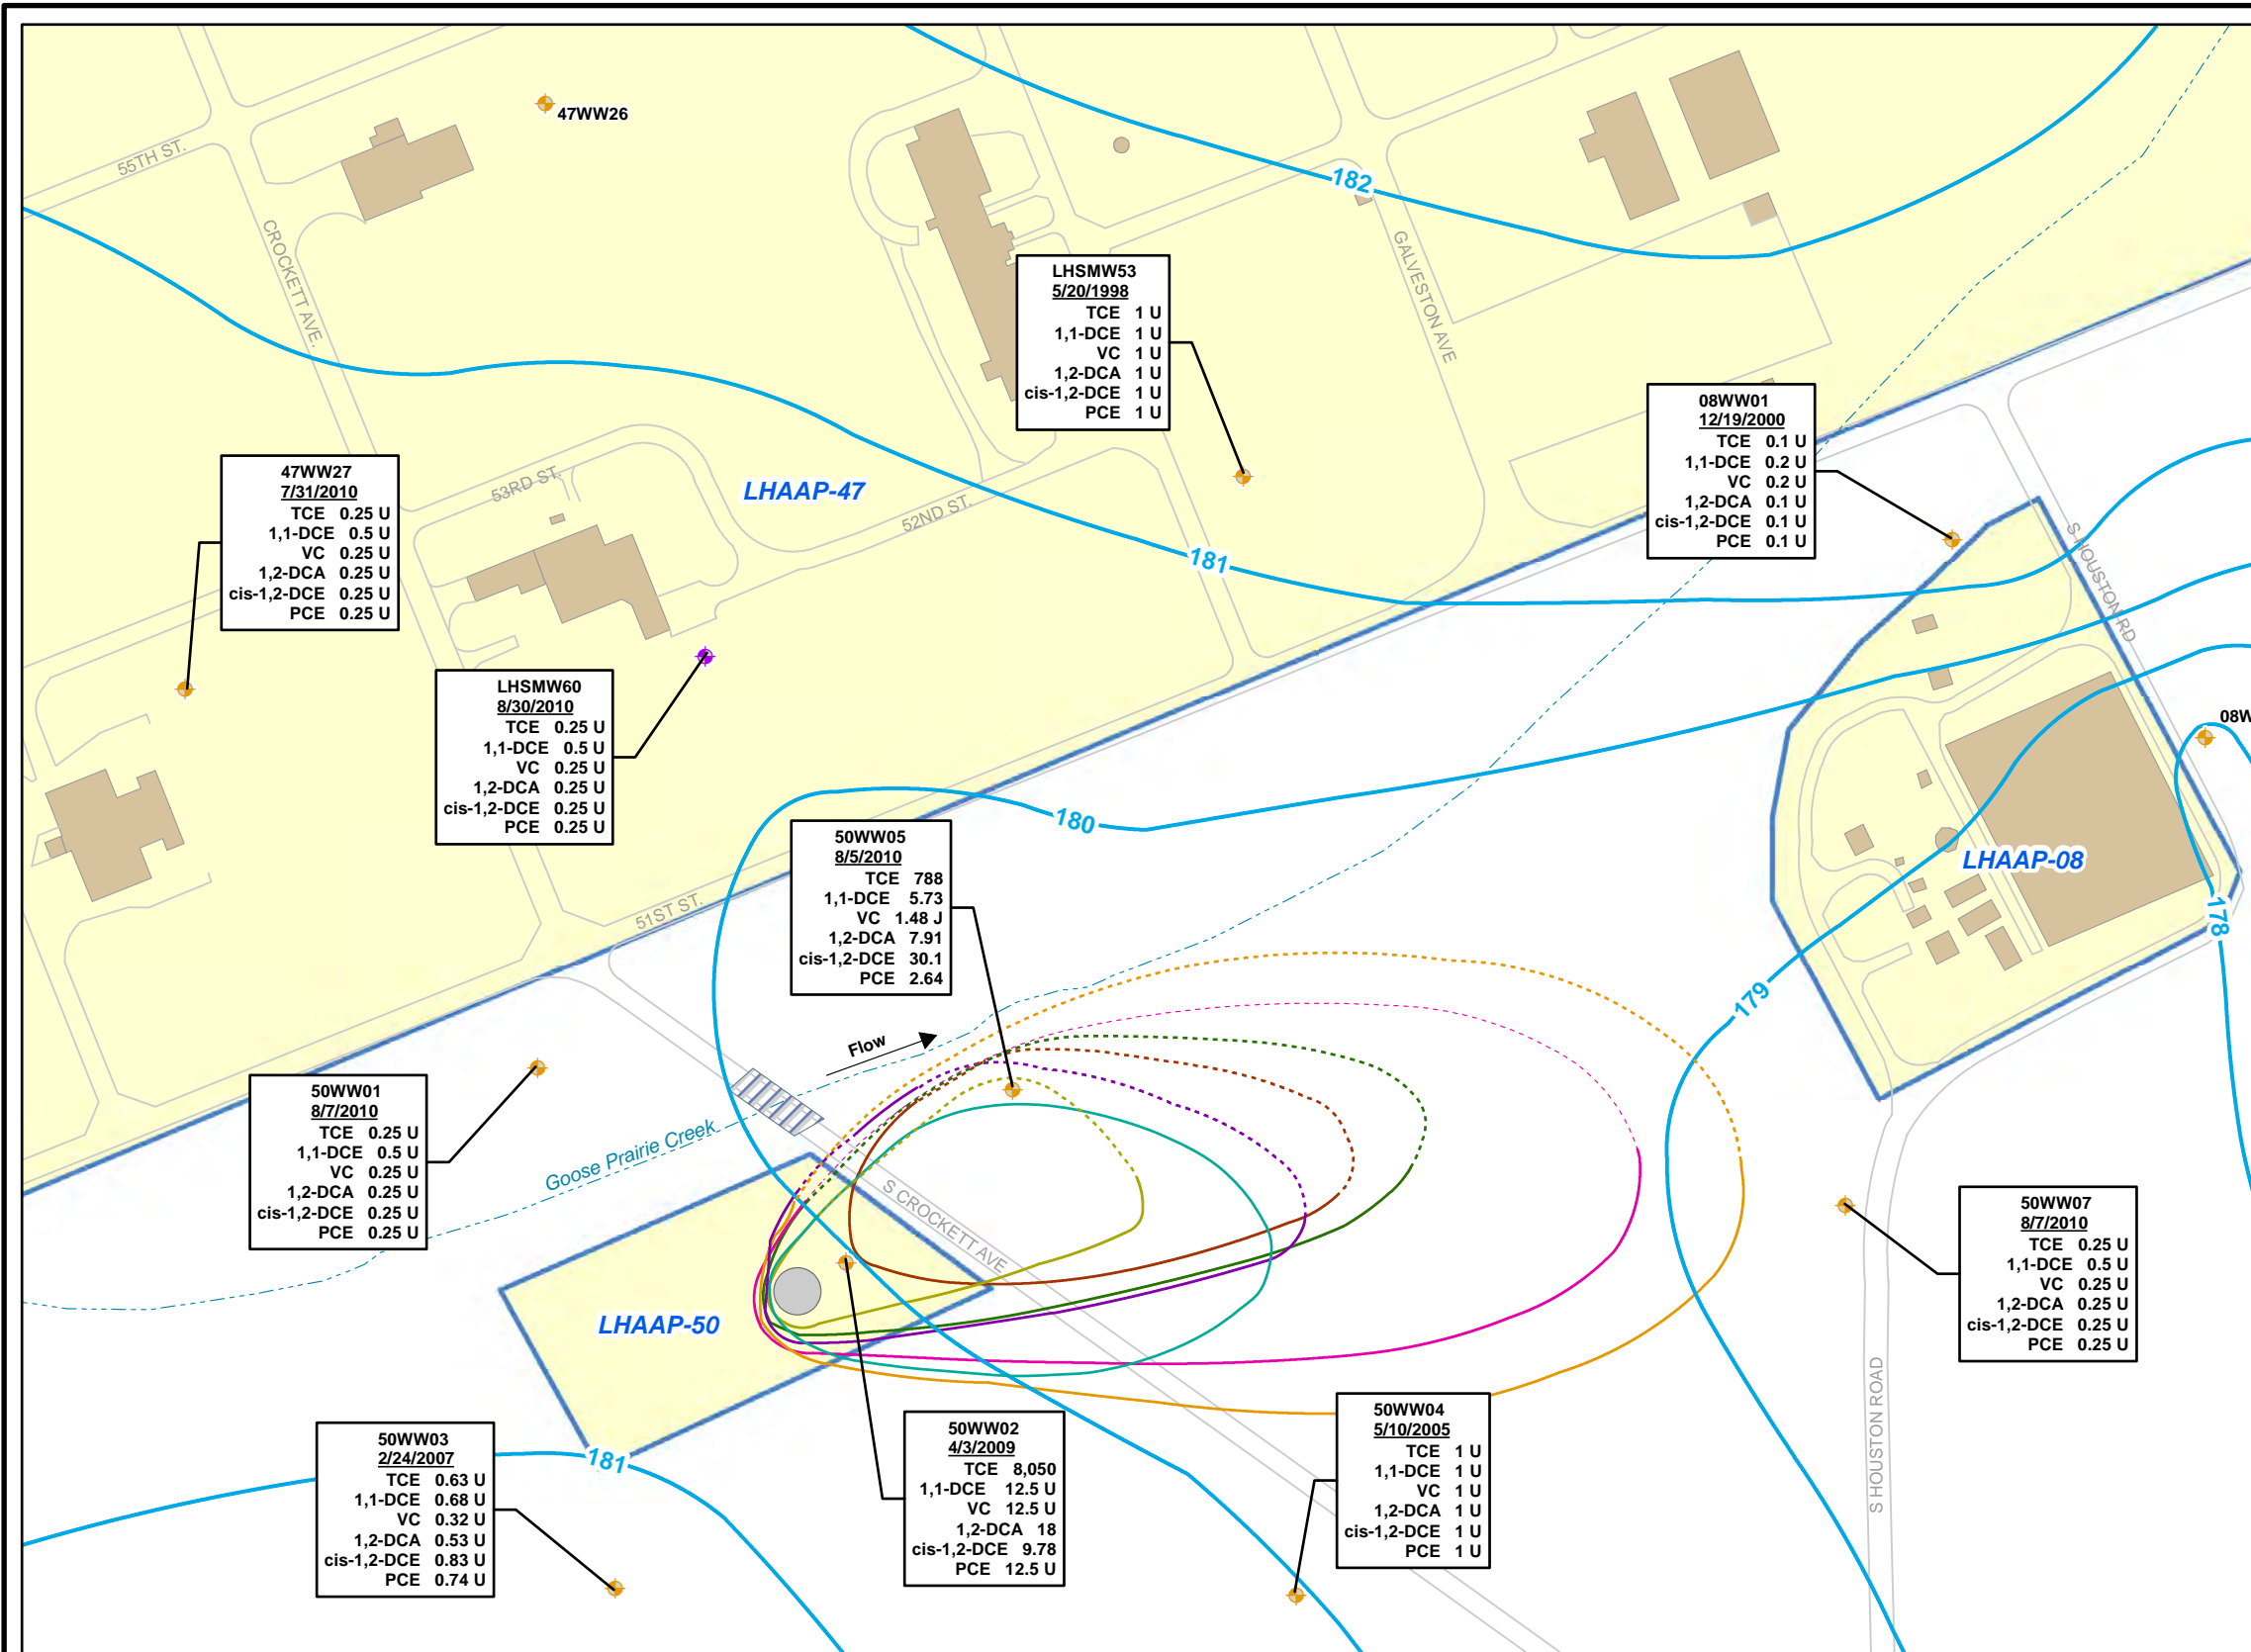 47WW26
55TH ST.
182
CROCKETT AVE.
GALVESTON AVE
LHSMW53
5/20/1998
TCE 1 U
1,1-DCE 1 U
VC 1 U
1,2-DCA 1 U
cis-1,2-DCE 1 U
PCE 1 U
08WW01
12/19/2000
TCE 0.1 U
1,1-DCE 0.2 U
VC 0.2 U
1,2-DCA 0.1 U
cis-1,2-DCE 0.1 U
PCE 0.1 U
47WW27
7/31/2010
TCE 0.25 U
1,1-DCE 0.5 U
VC 0.25 U
1,2-DCA 0.25 U
cis-1,2-DCE 0.25 U
PCE 0.25 U
53RD ST.
LHAAP-47
52ND ST.
181
S HOUSTON RD
LHSMW60
8/30/2010
TCE 0.25 U
1,1-DCE 0.5 U
VC 0.25 U
1,2-DCA 0.25 U
cis-1,2-DCE 0.25 U
PCE 0.25 U
08W
180
50WW05
8/5/2010
TCE 788
1,1-DCE 5.73
VC 1.48 J
1,2-DCA 7.91
cis-1,2-DCE 30.1
PCE 2.64
LHAAP-08
178
51ST ST.
179
Flow
50WW01
8/7/2010
TCE 0.25 U
1,1-DCE 0.5 U
VC 0.25 U
1,2-DCA 0.25 U
cis-1,2-DCE 0.25 U
PCE 0.25 U
Goose Prairie Creek
S CROCKETT AVE
50WW07
8/7/2010
TCE 0.25 U
1,1-DCE 0.5 U
VC 0.25 U
1,2-DCA 0.25 U
cis-1,2-DCE 0.25 U
PCE 0.25 U
LHAAP-50
S HOUSTON ROAD
50WW03
2/24/2007
TCE 0.63 U
1,1-DCE 0.68 U
VC 0.32 U
1,2-DCA 0.53 U
cis-1,2-DCE 0.83 U
PCE 0.74 U
181
50WW02
4/3/2009
TCE 8,050
1,1-DCE 12.5 U
VC 12.5 U
1,2-DCA 18
cis-1,2-DCE 9.78
PCE 12.5 U
50WW04
5/10/2005
TCE 1 U
1,1-DCE 1 U
VC 1 U
1,2-DCA 1 U
cis-1,2-DCE 1 U
PCE 1 U